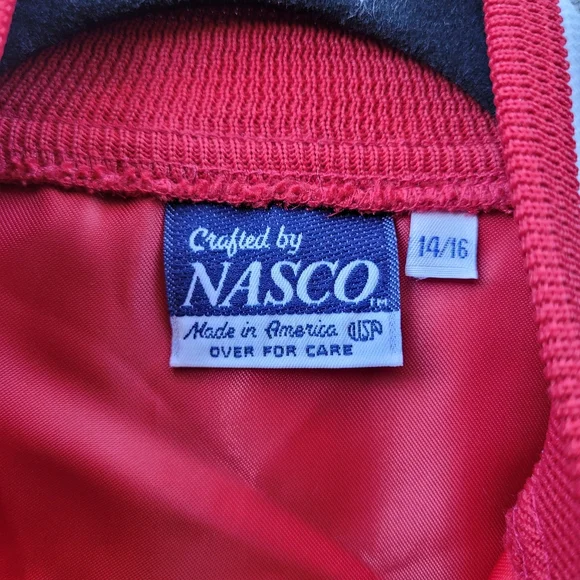 Crafted by
NASCO TM
14/16
Made in America USA
OVER FOR CARE